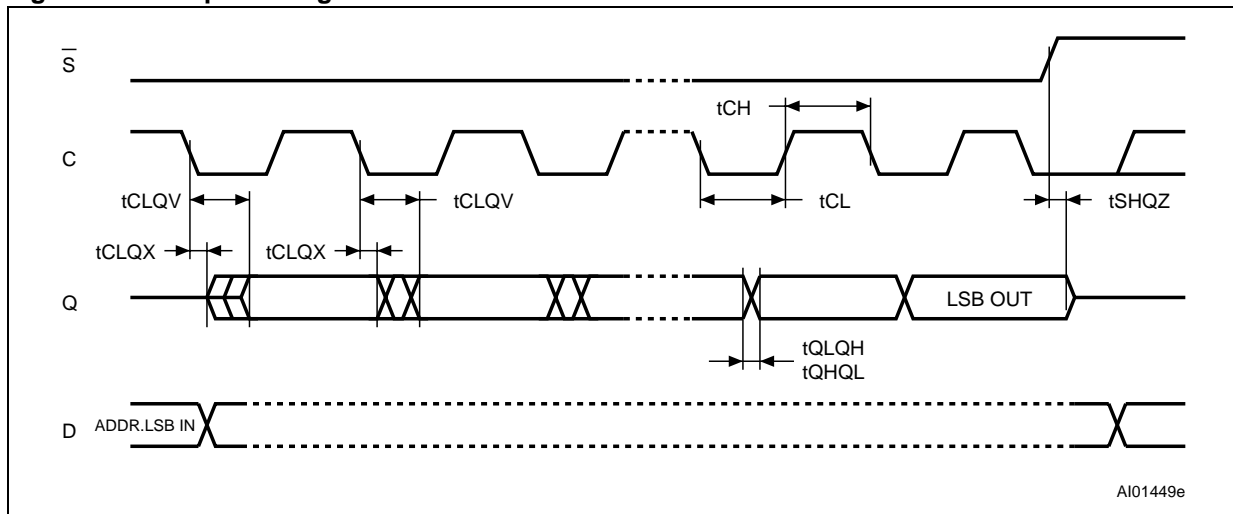 S
tCH
C
tCLQV
tCLQV
tCL
tSHQZ
tCLQX
tCLQX
Q
LSB OUT
tQLQH
tQHQL
D
ADDR.LSB IN
AI01449e